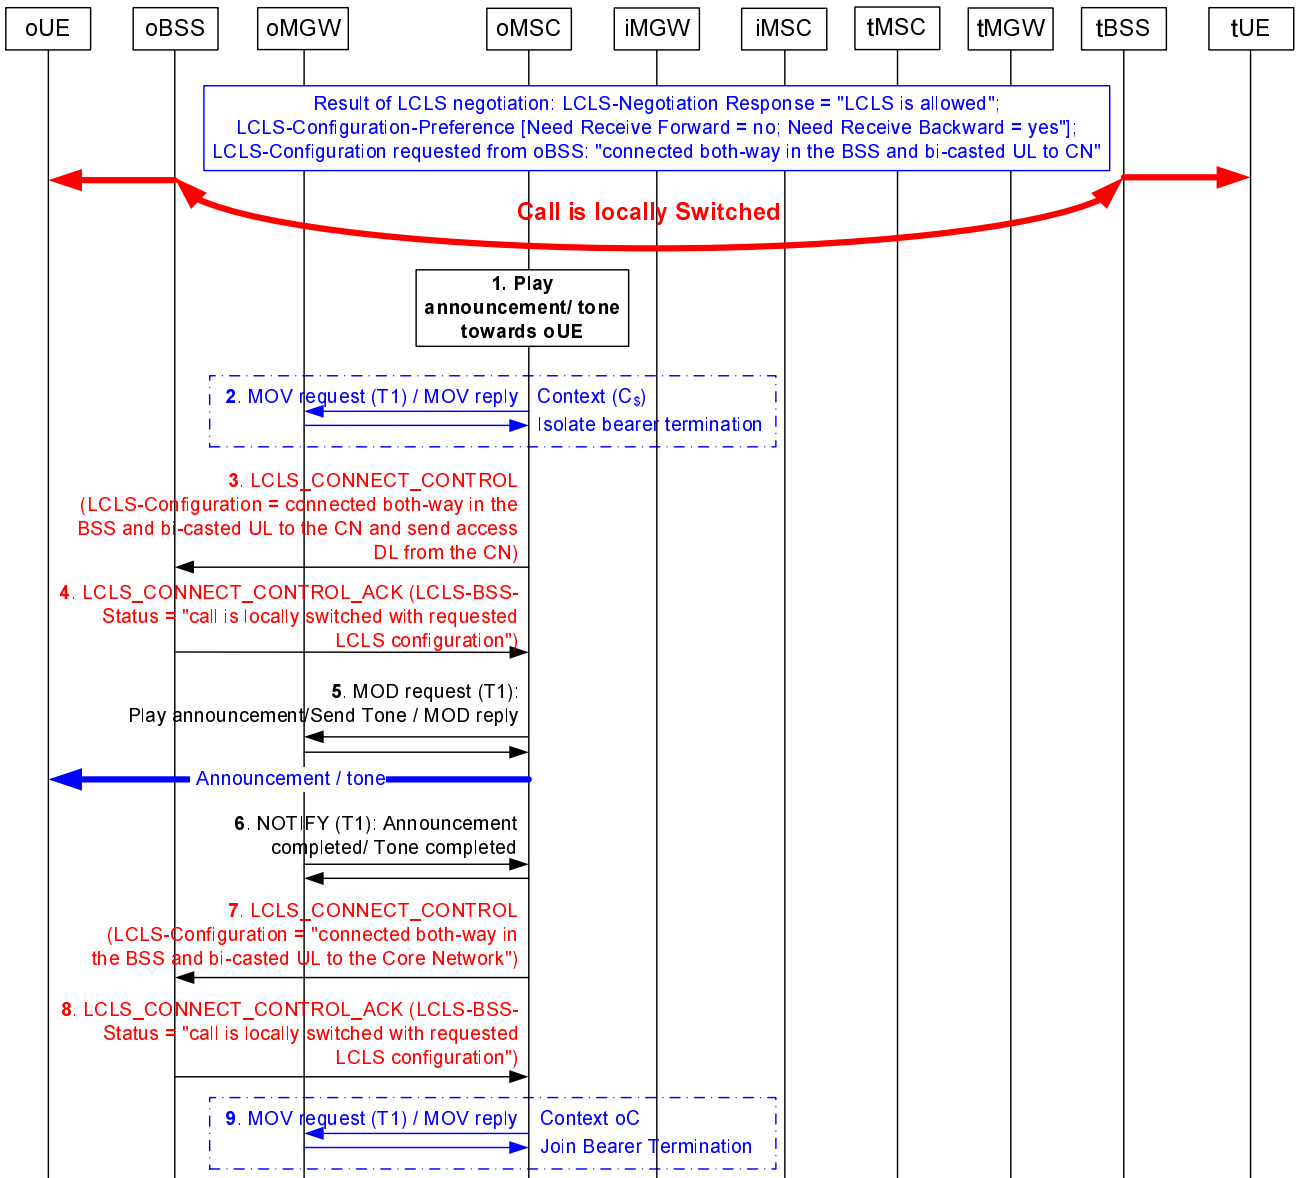 oUE oBSS oMGW oMSC iMGW iMSC tMSC tMGW tBSS tUE
Result of LCLS negotiation: LCLS-Negotiation Response = "LCLS is allowed";
LCLS-Configuration-Preference [Need Receive Forward = no; Need Receive Backward = yes"];
LCLS-Configuration requested from oBSS: "connected both-way in the BSS and bi-casted UL to CN"
Call is locally Switched
1. Play
announcement/ tone
towards oUE
2. MOV request (T1) / MOV reply Context (C$)
Isolate bearer termination
3. LCLS_CONNECT_CONTROL
(LCLS-Configuration = connected both-way in the
BSS and bi-casted UL to the CN and send access
DL from the CN)
4. LCLS_CONNECT_CONTROL_ACK (LCLS-BSS-
Status = "call is locally switched with requested
LCLS configuration")
5. MOD request (T1):
Play announcement/Send Tone / MOD reply
Announcement / tone
6. NOTIFY (T1): Announcement
completed/ Tone completed
7. LCLS_CONNECT_CONTROL
(LCLS-Configuration = "connected both-way in
the BSS and bi-casted UL to the Core Network")
8. LCLS_CONNECT_CONTROL_ACK (LCLS-BSS-
Status = "call is locally switched with requested
LCLS configuration")
9. MOV request (T1) / MOV reply Context oC
Join Bearer Termination